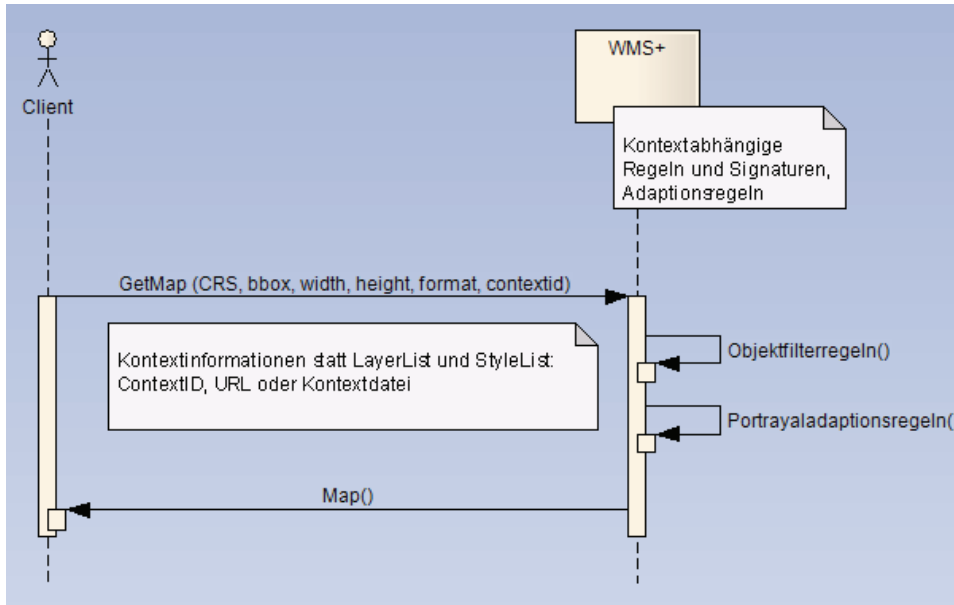 WMS+
Client
Kontextabhängige
Regeln und Signaturen,
Adaptionsregeln
GetMap (CRS, bbox, width, height, format, contextid)
Kontextinformationen statt LayerList und StyleList:
ContextID, URL oder Kontextdatei
Objektfilterregeln()
Portrayaladaptionsregeln(
Map()